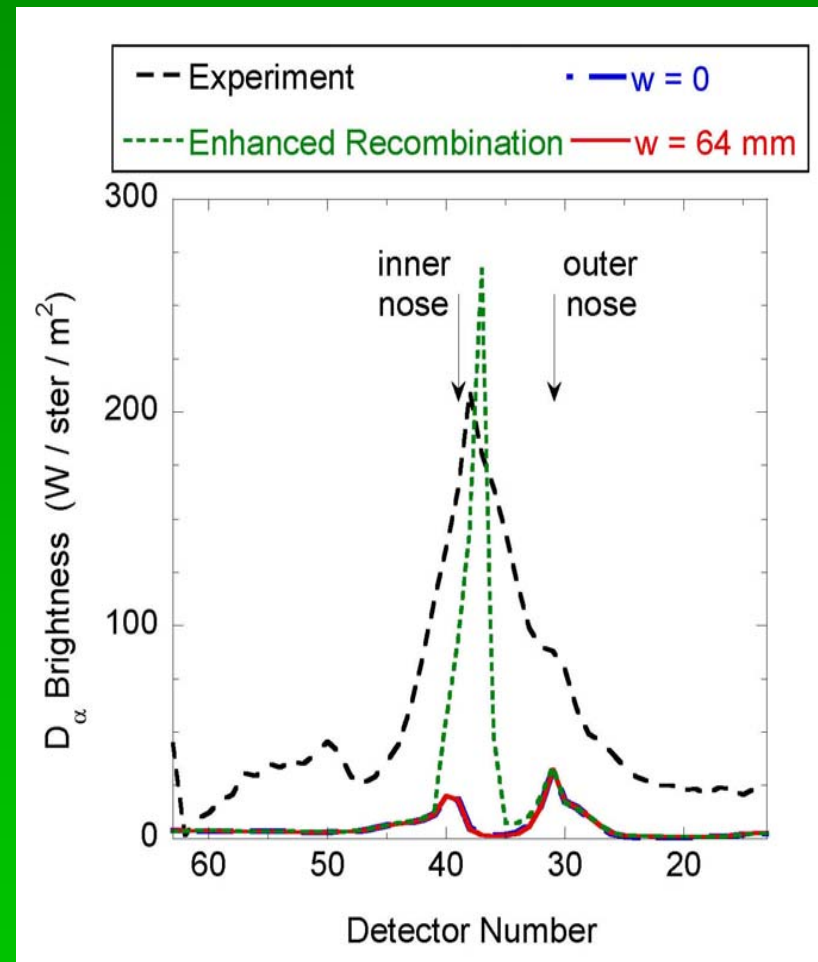 Experiment
w = 0
Enhanced Recombination
w = 64 mm
300
200
100
0
inner
nose
outer
nose
D_α Brightness (W / ster / m²)
60 50 40 30 20
Detector Number